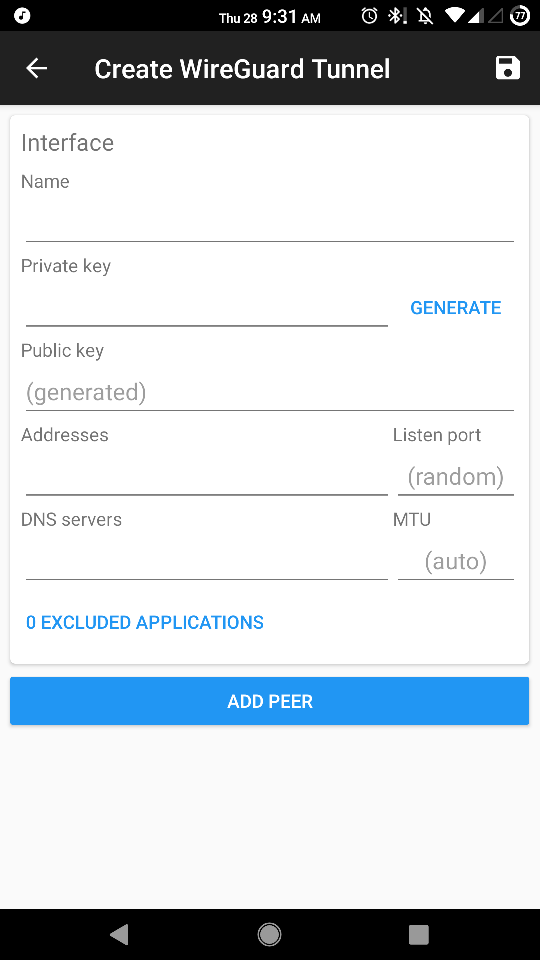 Thu 28 9:31 AM
77
Create WireGuard Tunnel
Interface
Name
Private key
GENERATE
Public key
(generated)
Addresses Listen port
(random)
DNS servers MTU
(auto)
0 EXCLUDED APPLICATIONS
ADD PEER